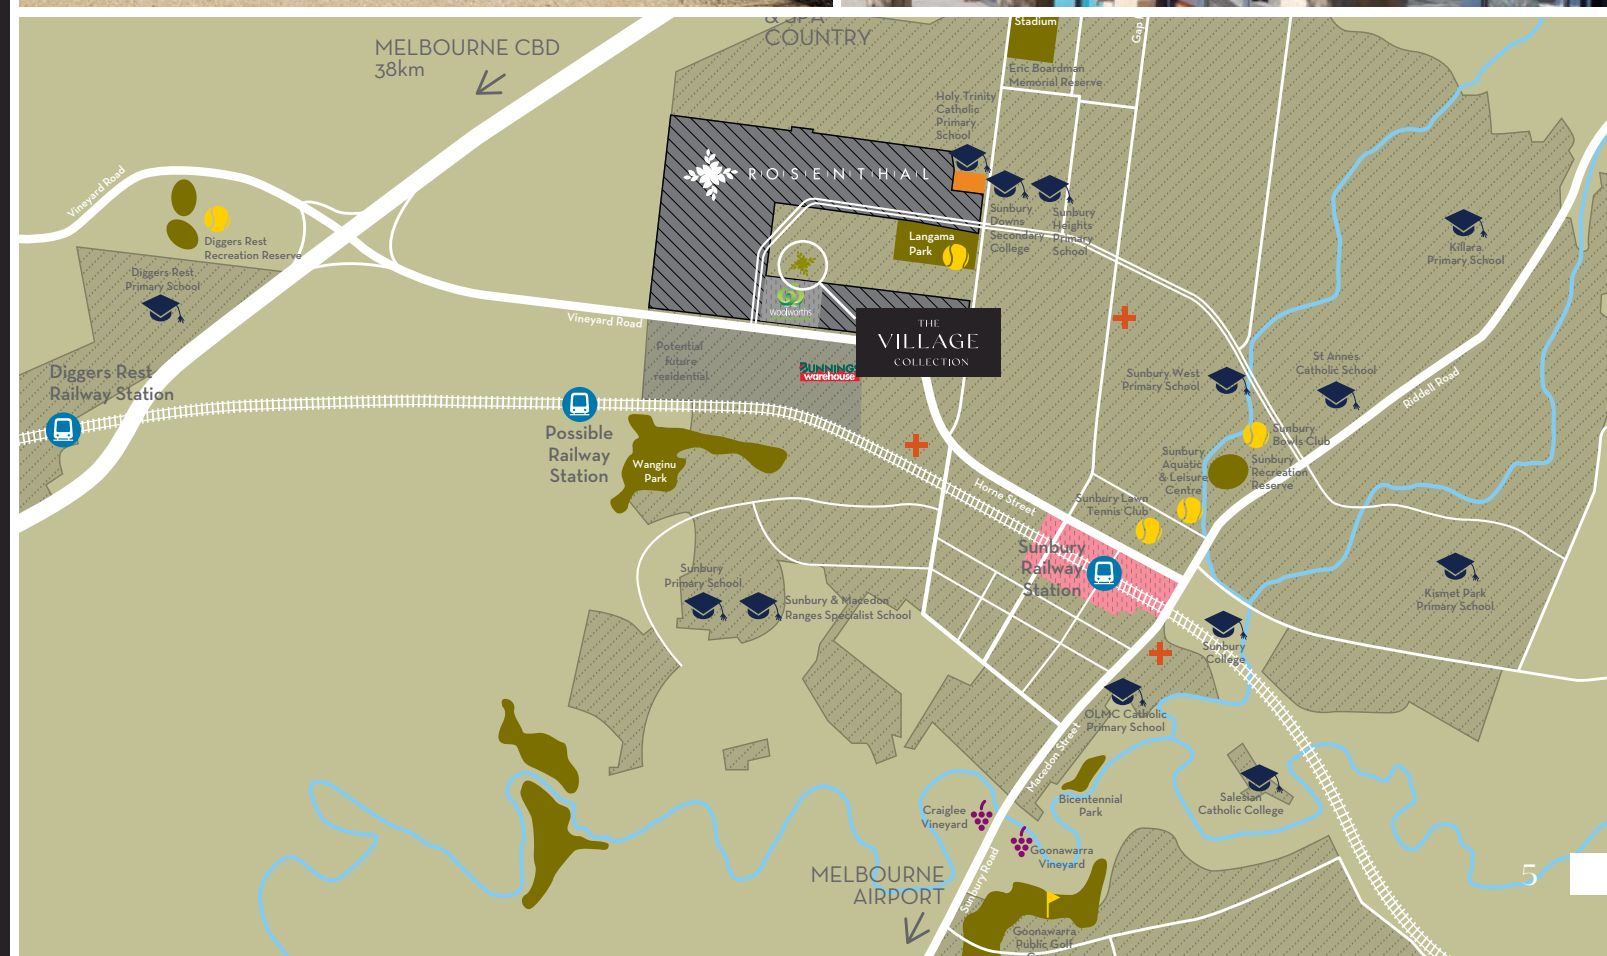 & SPA
COUNTRY
MELBOURNE CBD
38km
Stadium
Eric Boardman
Memorial Reserve
Gap
Holy Trinity
Catholic
Primary
School
Vineyard Road
ROSENTHAL
Sunbury
Downs
Secondary
College
Sunbury
Heights
Primary
School
Langama
Park
Diggers Rest
Recreation Reserve
Diggers Rest
Primary School
Killara
Primary School
woolworths
Vineyard Road
THE
VILLAGE
COLLECTION
Potential
future
residential
BUNNINGS
warehouse
Diggers Rest
Railway Station
Sunbury West
Primary School
St Annes
Catholic School
Riddell Road
Possible
Railway
Station
Wanginu
Park
Sunbury
Bowls Club
Sunbury
Aquatic
& Leisure
Centre
Sunbury
Recreation
Reserve
Horne Street
Sunbury Lawn
Tennis Club
Sunbury
Railway
Station
Sunbury
Primary School
Sunbury & Macedon
Ranges Specialist School
Kismet Park
Primary School
Sunbury
College
OLMC Catholic
Primary School
Macedon Street
Bicentennial
Park
Salesian
Catholic College
Craiglee
Vineyard
Goonawarra
Vineyard
MELBOURNE
AIRPORT
Sunbury Road
Goonawarra
Public Golf
5